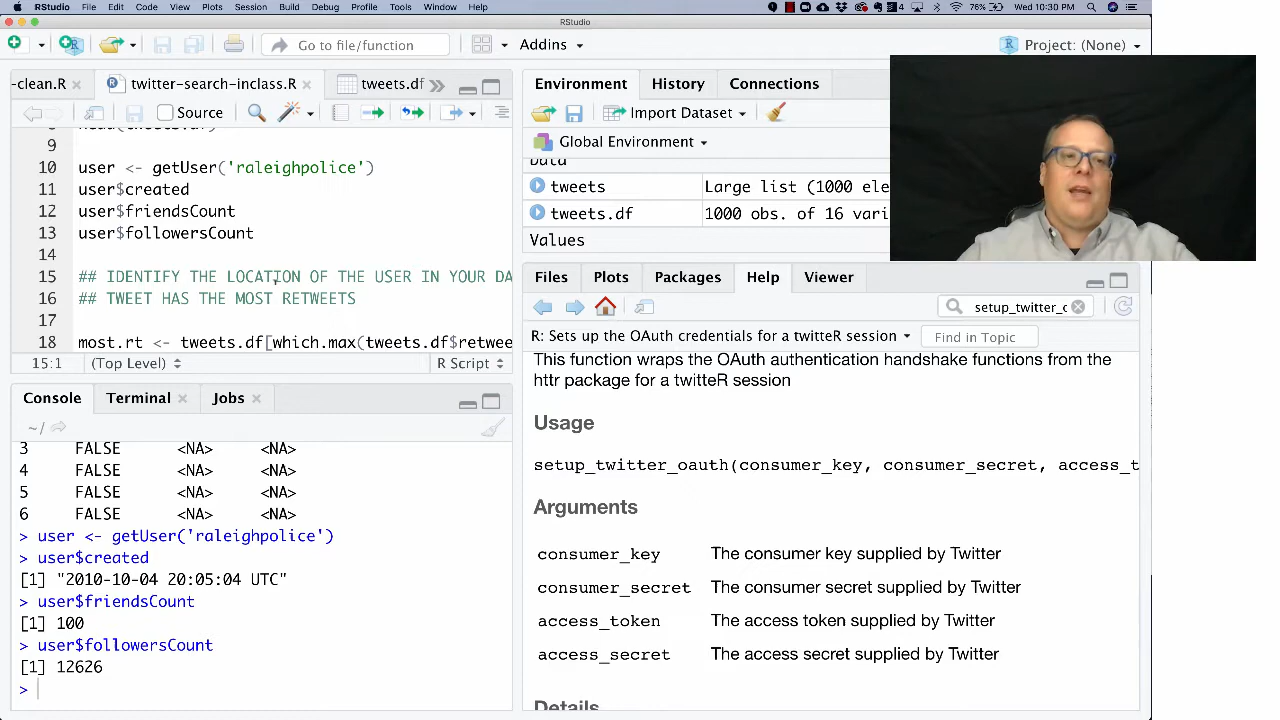 RStudio File Edit Code View Plots Session Build Debug Profile Tools Window Help 76% Wed 10:30 PM
RStudio
Go to file/function Addins Project: (None)
-clean.R twitter-search-inclass.R tweets.df
Source
9
10 user <- getUser('raleighpolice')
11 user$created
12 user$friendsCount
13 user$followersCount
14
15 ## IDENTIFY THE LOCATION OF THE USER IN YOUR DA
16 ## TWEET HAS THE MOST RETWEETS
17
18 most.rt <- tweets.df[which.max(tweets.df$retwee
15:1 (Top Level) R Script
Console Terminal Jobs
~/
3 FALSE <NA> <NA>
4 FALSE <NA> <NA>
5 FALSE <NA> <NA>
6 FALSE <NA> <NA>
> user <- getUser('raleighpolice')
> user$created
[1] "2010-10-04 20:05:04 UTC"
> user$friendsCount
[1] 100
> user$followersCount
[1] 12626
>
Environment History Connections
Import Dataset
Global Environment
Data
tweets Large list (1000 ele
tweets.df 1000 obs. of 16 vari
Values
Files Plots Packages Help Viewer
setup_twitter_o
R: Sets up the OAuth credentials for a twitteR session Find in Topic
This function wraps the OAuth authentication handshake functions from the
httr package for a twitteR session
Usage
setup_twitter_oauth(consumer_key, consumer_secret, access_t
Arguments
consumer_key The consumer key supplied by Twitter
consumer_secret The consumer secret supplied by Twitter
access_token The access token supplied by Twitter
access_secret The access secret supplied by Twitter
Details